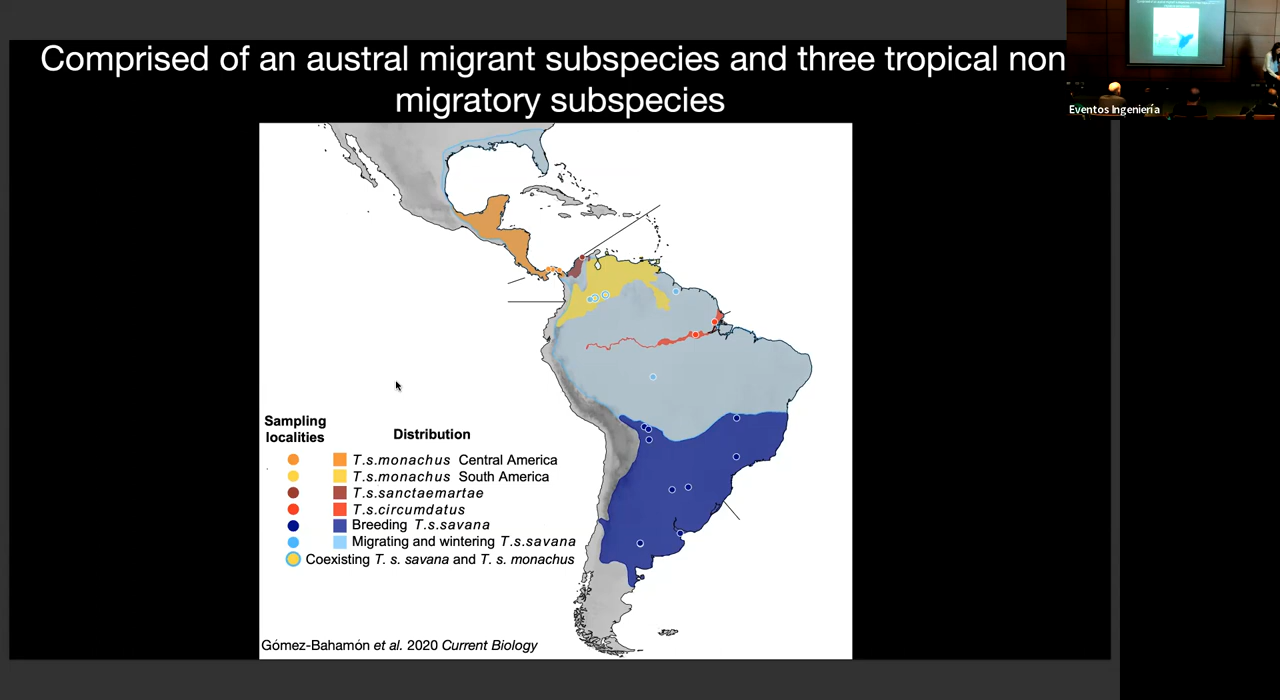 Comprised of an austral migrant subspecies and three tropical non
migratory subspecies
Eventos Ingeniería
Sampling
localities
Distribution
T.s.monachus Central America
T.s.monachus South America
T.s.sanctaemartae
T.s.circumdatus
Breeding T.s.savana
Migrating and wintering T.s.savana
Coexisting T. s. savana and T. s. monachus
Gómez-Bahamón et al. 2020 Current Biology